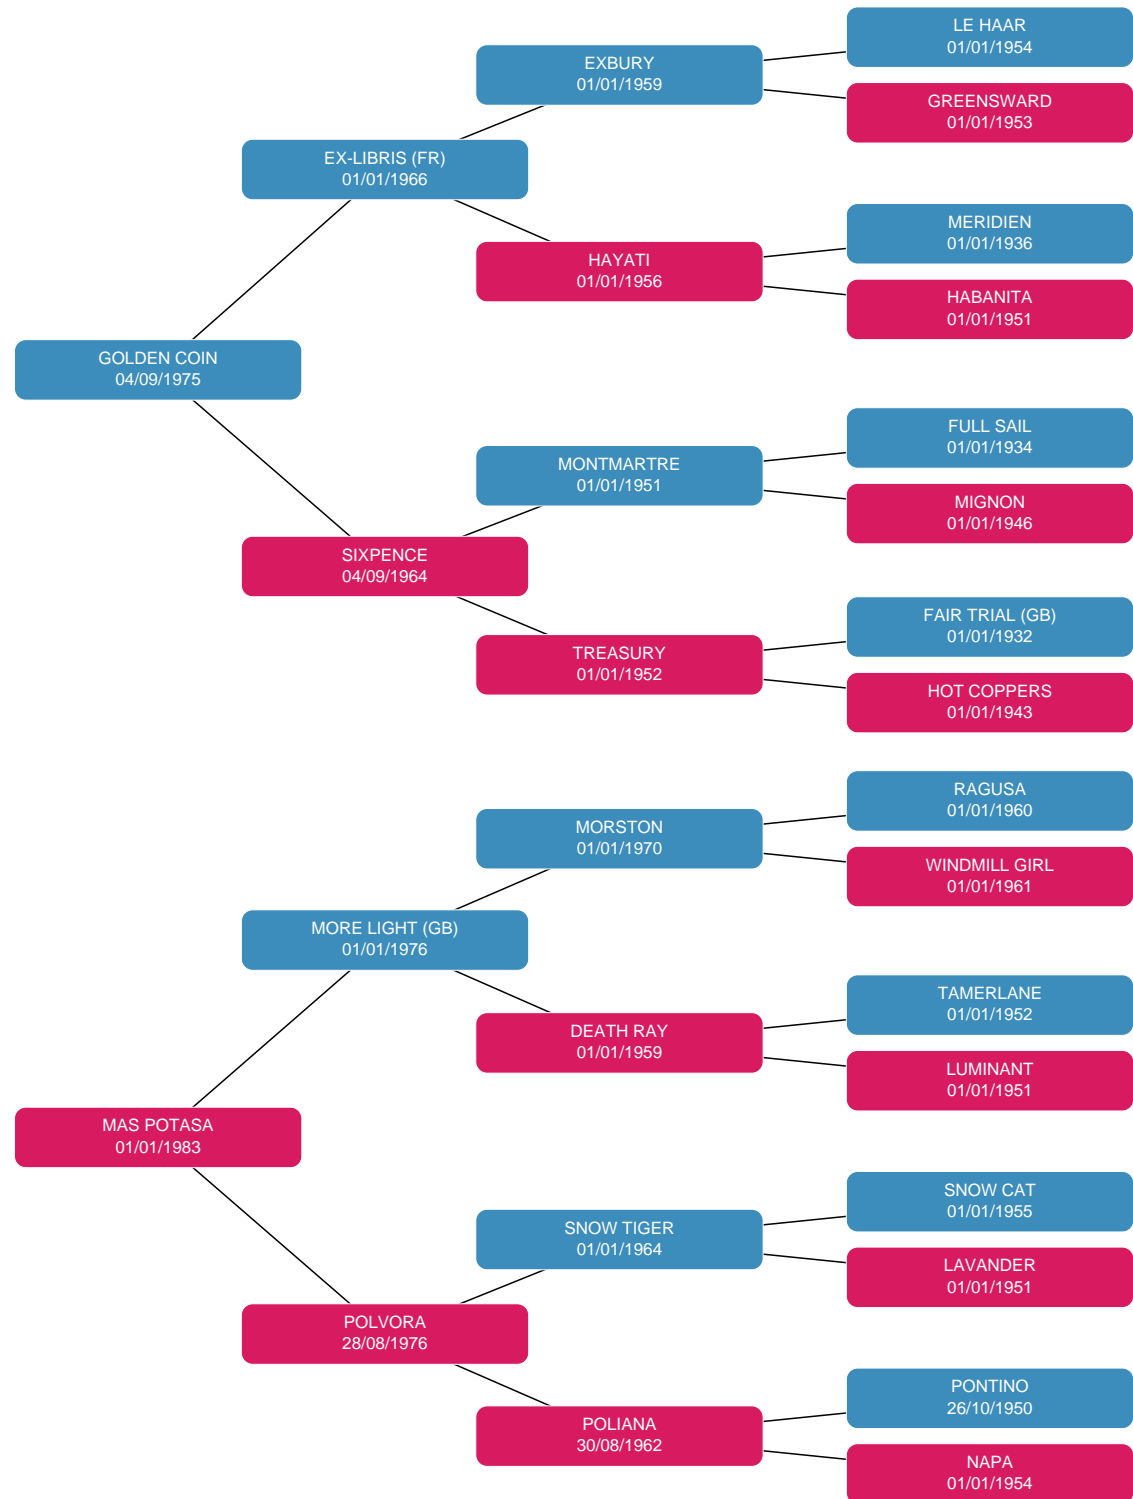 LE HAAR
01/01/1954
EXBURY
01/01/1959
GREENSWARD
01/01/1953
EX-LIBRIS (FR)
01/01/1966
MERIDIEN
01/01/1936
HAYATI
01/01/1956
HABANITA
01/01/1951
GOLDEN COIN
04/09/1975
FULL SAIL
01/01/1934
MONTMARTRE
01/01/1951
MIGNON
01/01/1946
SIXPENCE
04/09/1964
FAIR TRIAL (GB)
01/01/1932
TREASURY
01/01/1952
HOT COPPERS
01/01/1943
RAGUSA
01/01/1960
MORSTON
01/01/1970
WINDMILL GIRL
01/01/1961
MORE LIGHT (GB)
01/01/1976
TAMERLANE
01/01/1952
DEATH RAY
01/01/1959
LUMINANT
01/01/1951
MAS POTASA
01/01/1983
SNOW CAT
01/01/1955
SNOW TIGER
01/01/1964
LAVANDER
01/01/1951
POLVORA
28/08/1976
PONTINO
26/10/1950
POLIANA
30/08/1962
NAPA
01/01/1954